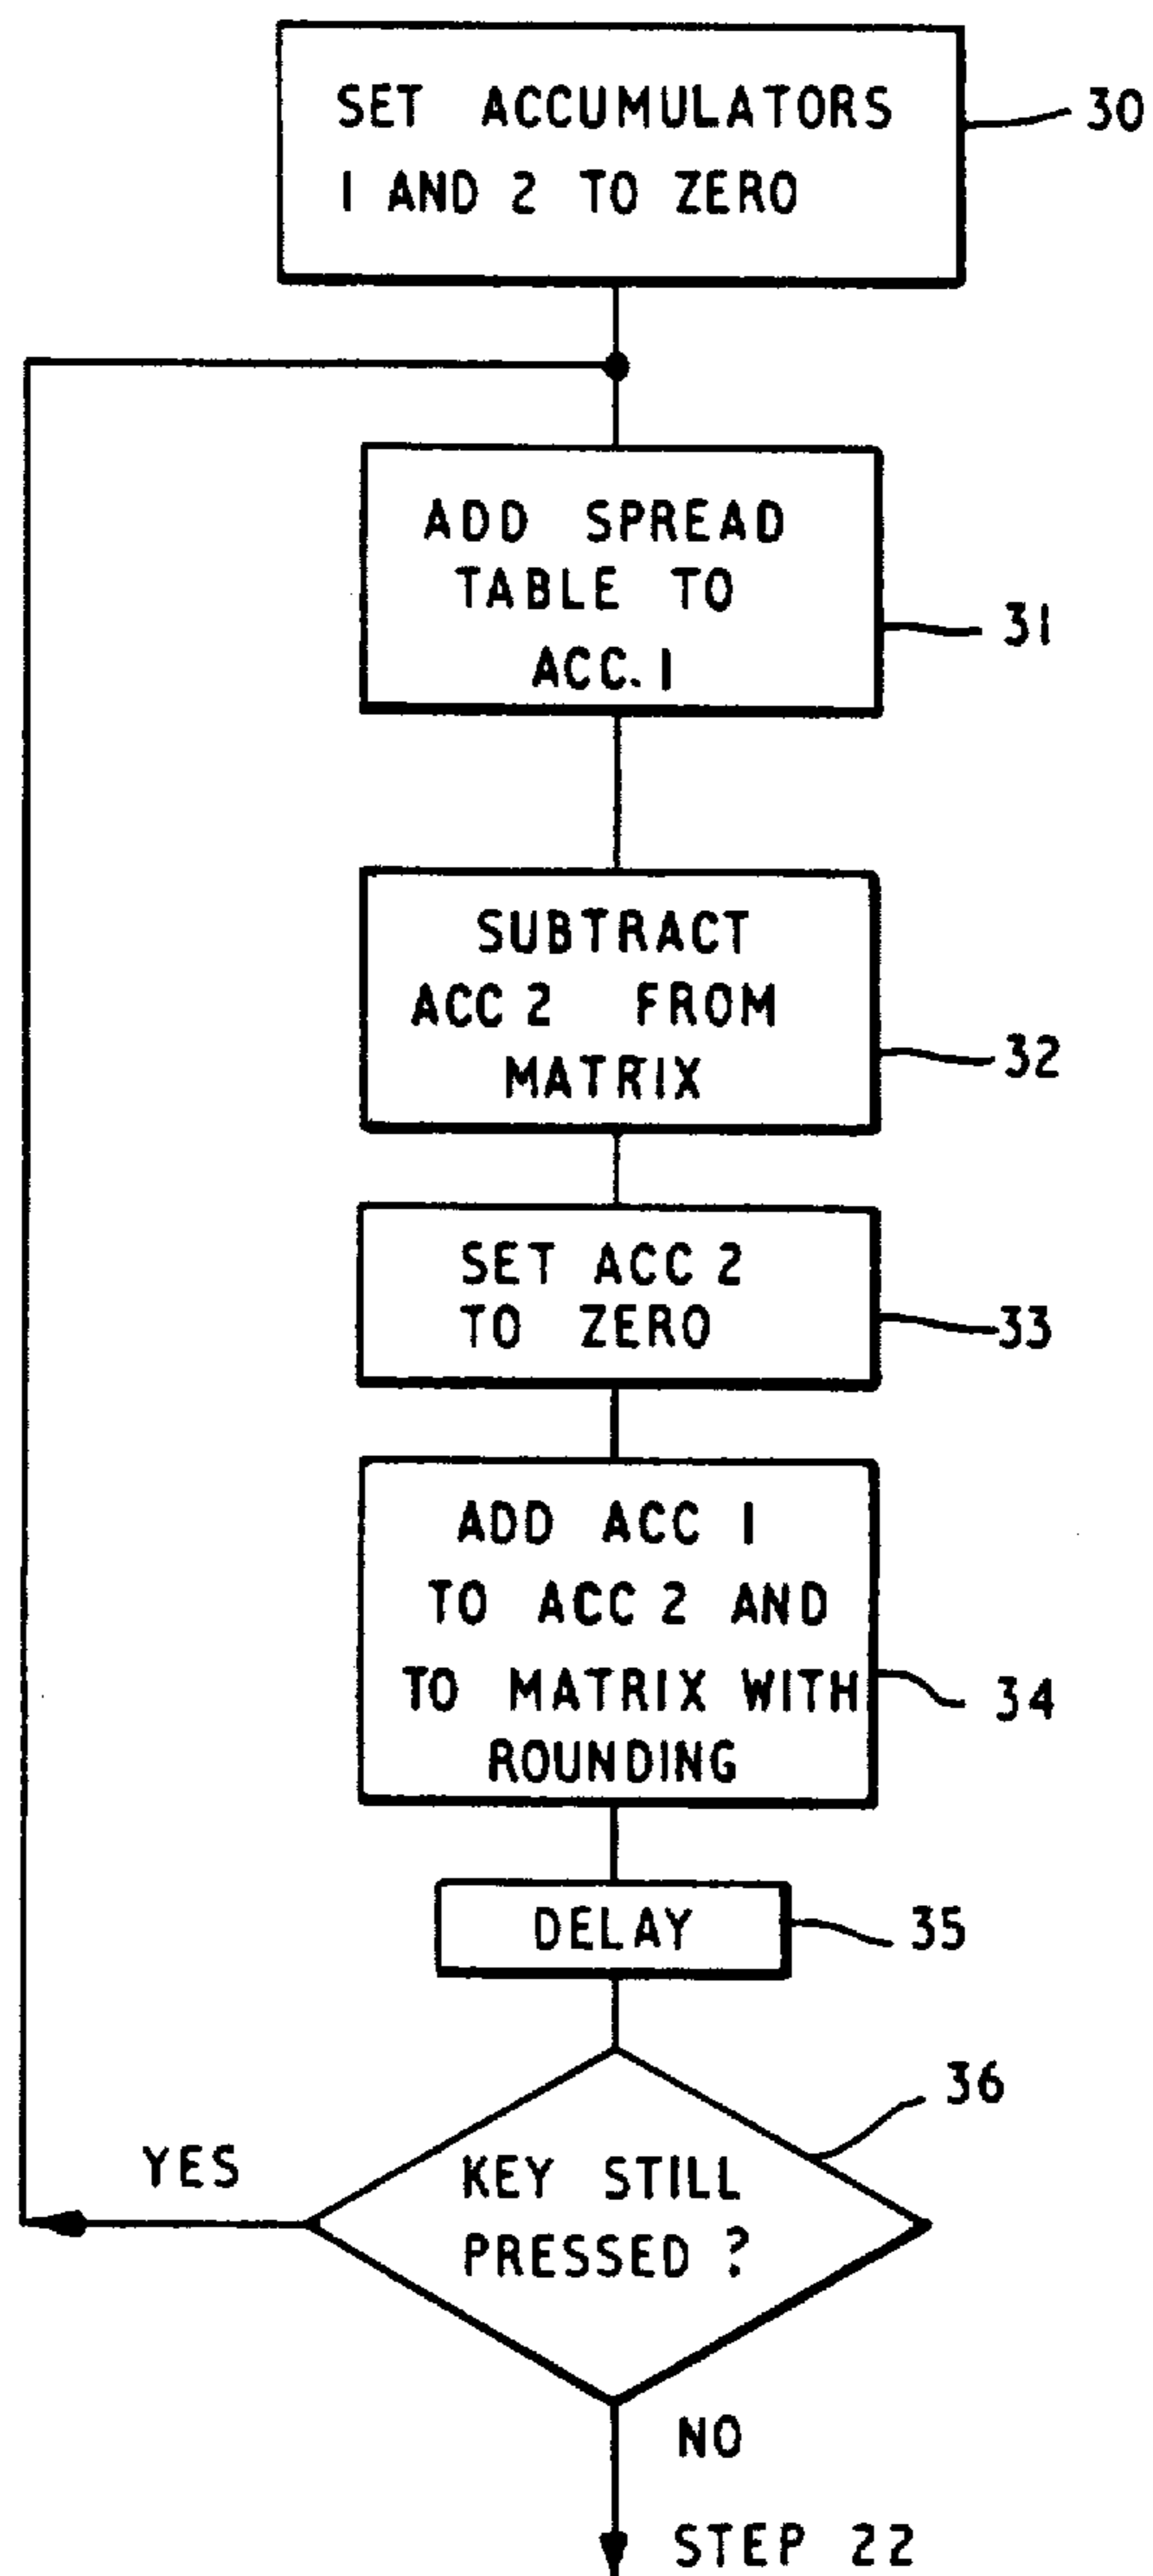 SET ACCUMULATORS
1 AND 2 TO ZERO
30
ADD SPREAD
TABLE TO
ACC. 1
31
SUBTRACT
ACC 2 FROM
MATRIX
32
SET ACC 2
TO ZERO
33
ADD ACC 1
TO ACC 2 AND
TO MATRIX WITH
ROUNDING
34
DELAY
35
36
YES
KEY STILL
PRESSED ?
NO
STEP 22